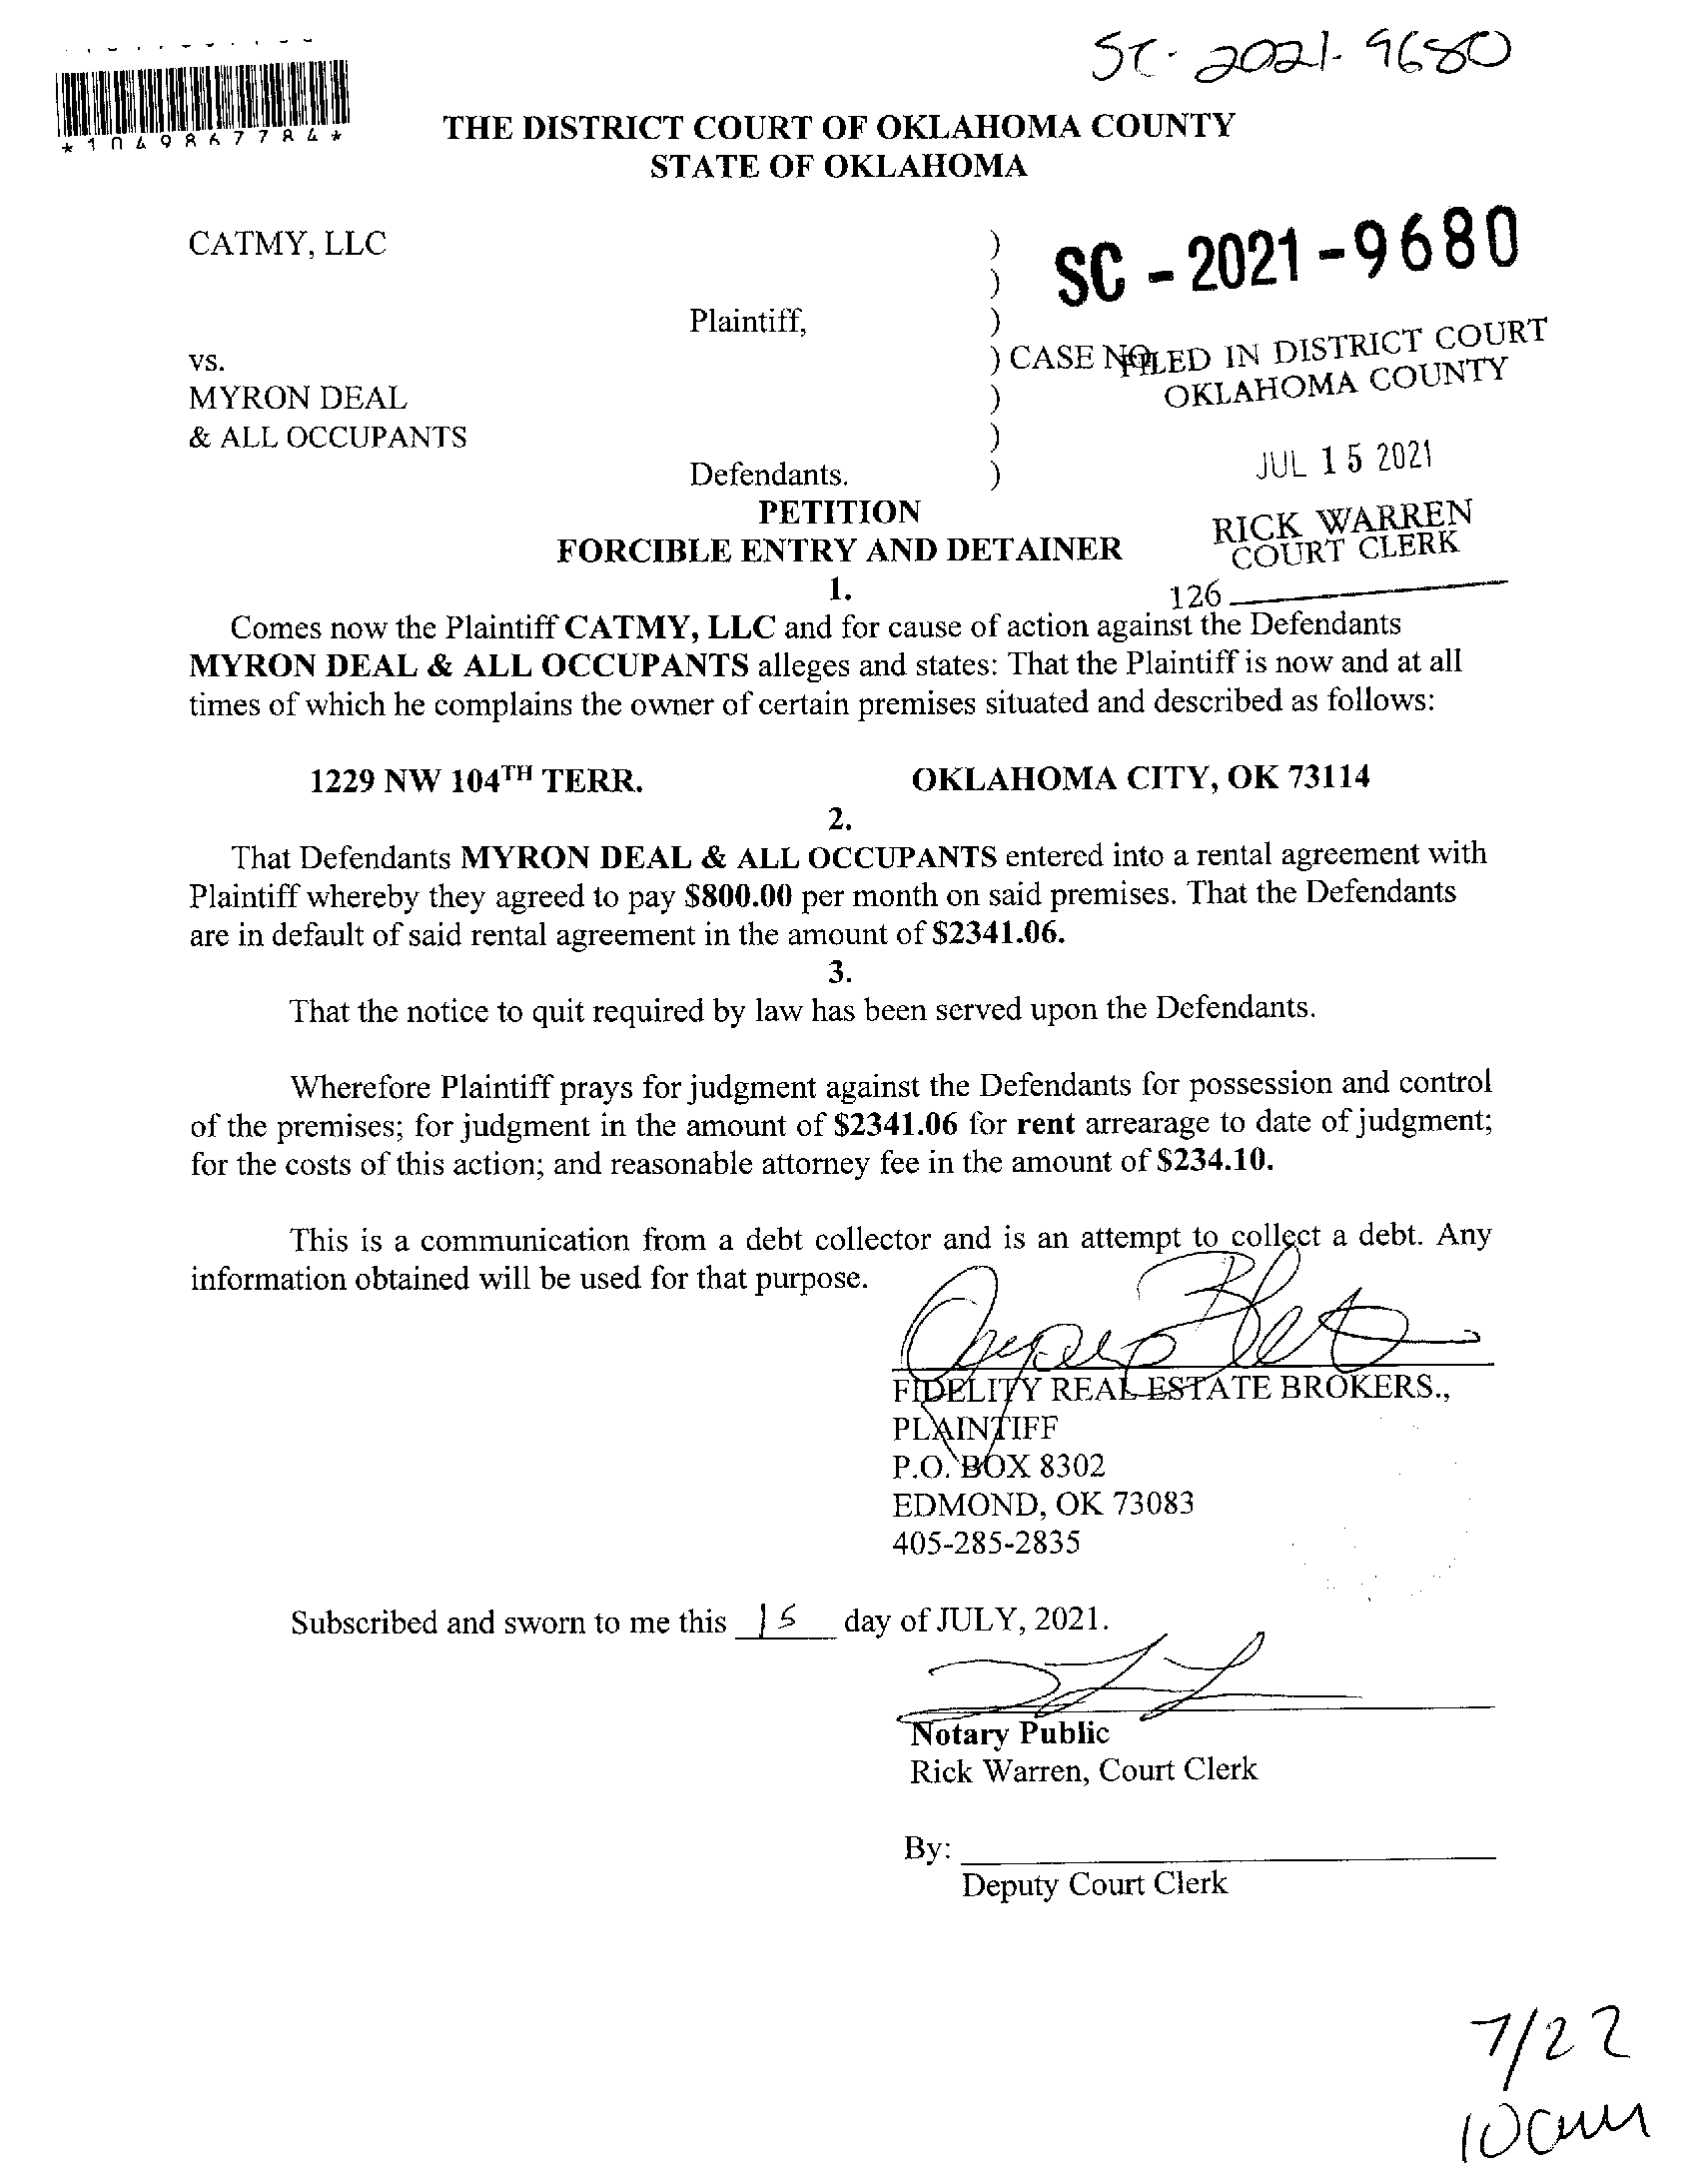 SC-2021-9680
*1049867784*
THE DISTRICT COURT OF OKLAHOMA COUNTY
STATE OF OKLAHOMA
CATMY, LLC )
)
SC-2021-9680
Plaintiff, )
vs. ) CASE NO.
FILED IN DISTRICT COURT
OKLAHOMA COUNTY
MYRON DEAL )
& ALL OCCUPANTS )
JUL 15 2021
Defendants. )
PETITION
RICK WARREN
COURT CLERK
FORCIBLE ENTRY AND DETAINER
1.
126
Comes now the Plaintiff CATMY, LLC and for cause of action against the Defendants
MYRON DEAL & ALL OCCUPANTS alleges and states: That the Plaintiff is now and at all
times of which he complains the owner of certain premises situated and described as follows:
1229 NW 104TH TERR. OKLAHOMA CITY, OK 73114
2.
That Defendants MYRON DEAL & ALL OCCUPANTS entered into a rental agreement with
Plaintiff whereby they agreed to pay $800.00 per month on said premises. That the Defendants
are in default of said rental agreement in the amount of $2341.06.
3.
That the notice to quit required by law has been served upon the Defendants.
Wherefore Plaintiff prays for judgment against the Defendants for possession and control
of the premises; for judgment in the amount of $2341.06 for rent arrearage to date of judgment;
for the costs of this action; and reasonable attorney fee in the amount of $234.10.
This is a communication from a debt collector and is an attempt to collect a debt. Any
information obtained will be used for that purpose.
FIDELITY REAL ESTATE BROKERS.,
PLAINTIFF
P.O. BOX 8302
EDMOND, OK 73083
405-285-2835
Subscribed and sworn to me this 15 day of JULY, 2021.
Notary Public
Rick Warren, Court Clerk
By:
Deputy Court Clerk
7/22
10am